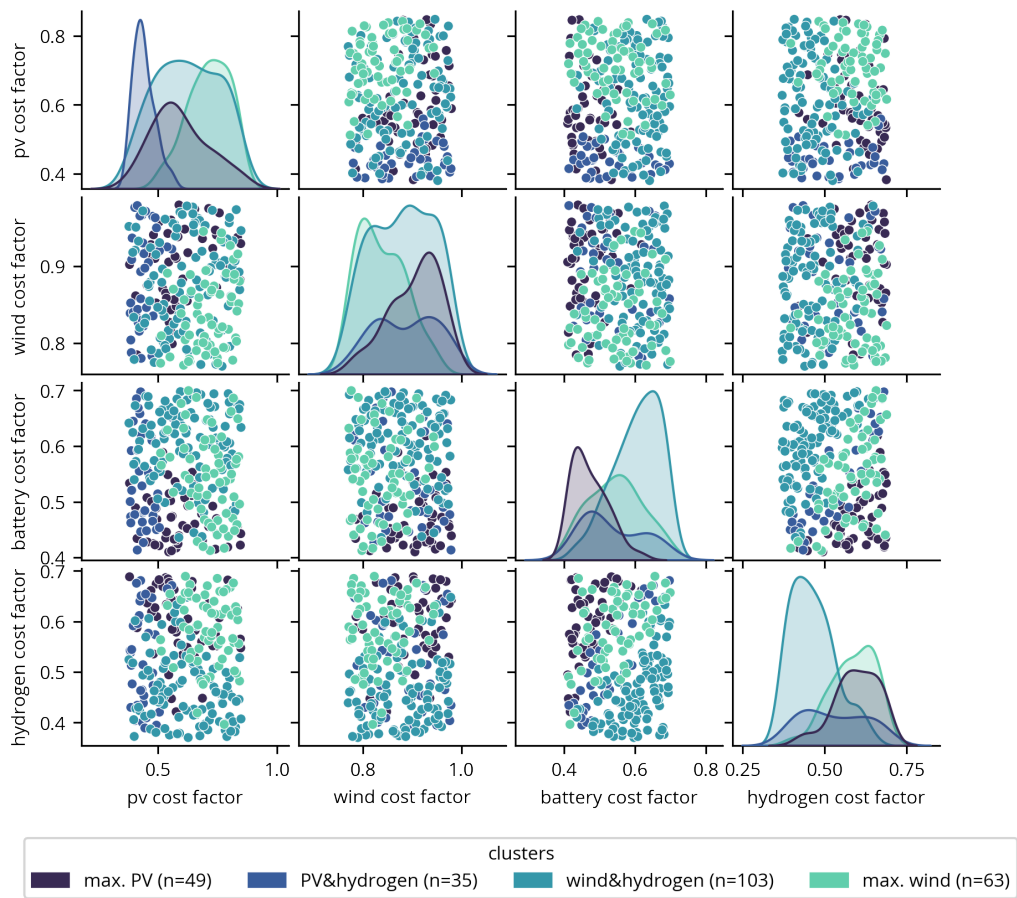 pv cost factor
0.8
0.6
0.4
wind cost factor
0.9
0.8
battery cost factor
0.7
0.6
0.5
0.4
hydrogen cost factor
0.7
0.6
0.5
0.4
0.5 1.0 0.8 1.0 0.4 0.6 0.8 0.25 0.50 0.75
pv cost factor wind cost factor battery cost factor hydrogen cost factor
clusters
max. PV (n=49) PV&hydrogen (n=35) wind&hydrogen (n=103) max. wind (n=63)